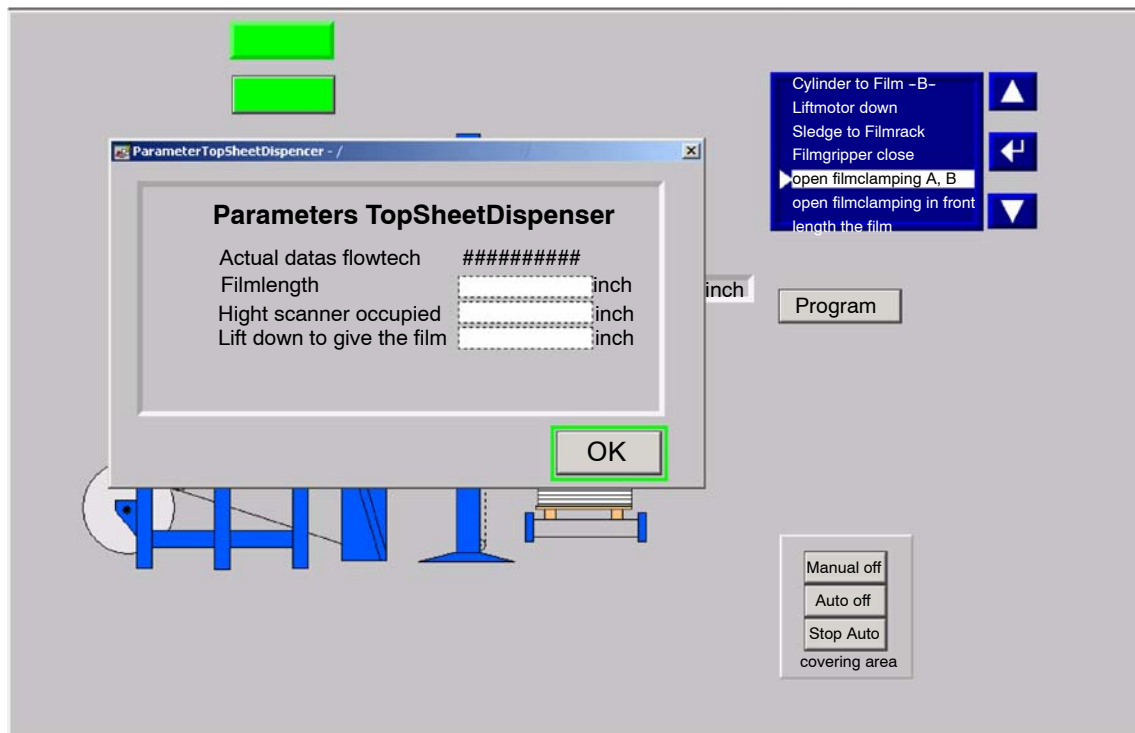 Cylinder to Film -B-
Liftmotor down
Sledge to Filmrack
Filmgripper close
open filmclamping A, B
open filmclamping in front
length the film
ParameterTopSheetDispencer - /
Parameters TopSheetDispenser
Actual datas flowtech ##########
Filmlength inch
Hight scanner occupied inch
Lift down to give the film inch
OK
inch
Program
Manual off
Auto off
Stop Auto
covering area